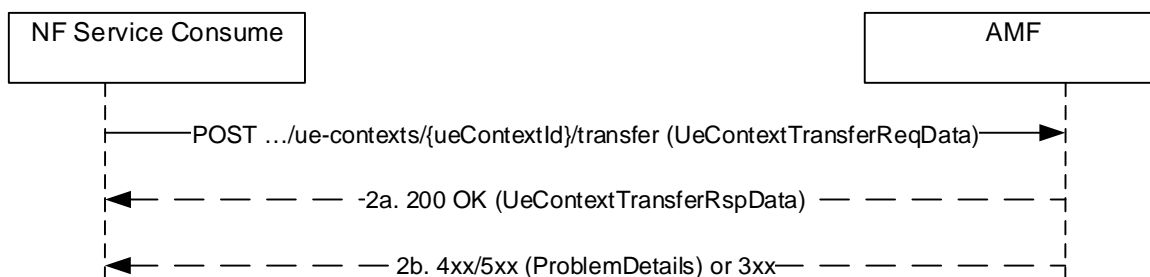 NF Service Consume
AMF
POST …/ue-contexts/{ueContextId}/transfer (UeContextTransferReqData)
2a. 200 OK (UeContextTransferRspData)
2b. 4xx/5xx (ProblemDetails) or 3xx